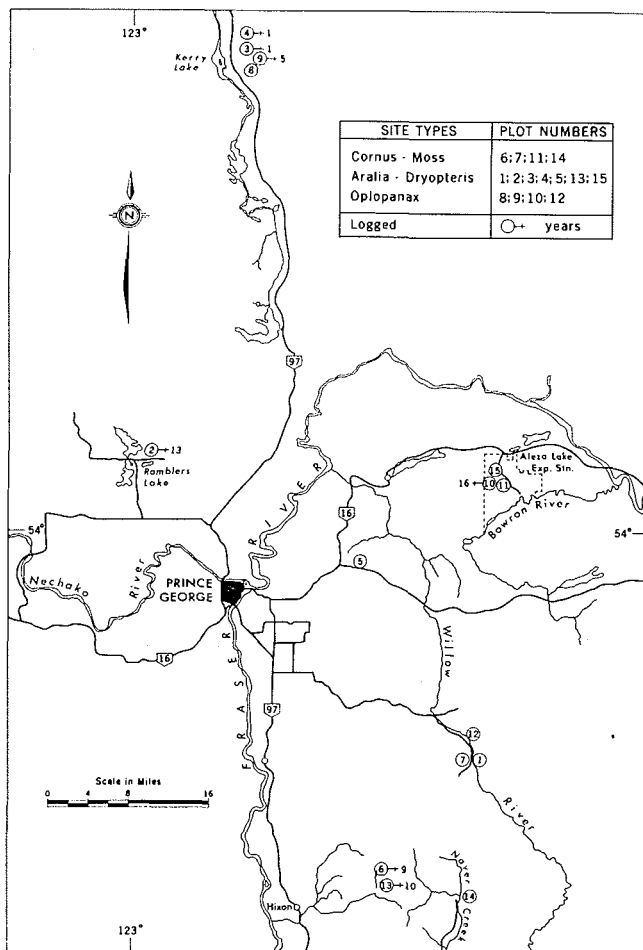 123°
4 → 1
3 → 1
9 → 5
8
Kerry
Lake
SITE TYPES PLOT NUMBERS
Cornus - Moss 6;7;11;14
Aralia - Dryopteris 1;2;3;4;5;13;15
Oplopanax 8;9;10;12
Logged ○→ years
N
97
2 → 13
Ramblers
Lake
RIVER
16
15
Aleza Lake
Exp. Stn.
16 ← 10 11
Bowron River
54°
54°
5
Nechako
River
PRINCE
GEORGE
16
FRASER
Willow
97
12
7 1
River
Scale in Miles
0 4 8 16
6 → 9
13 → 10
Naver
Creek
14
Hixon
123°